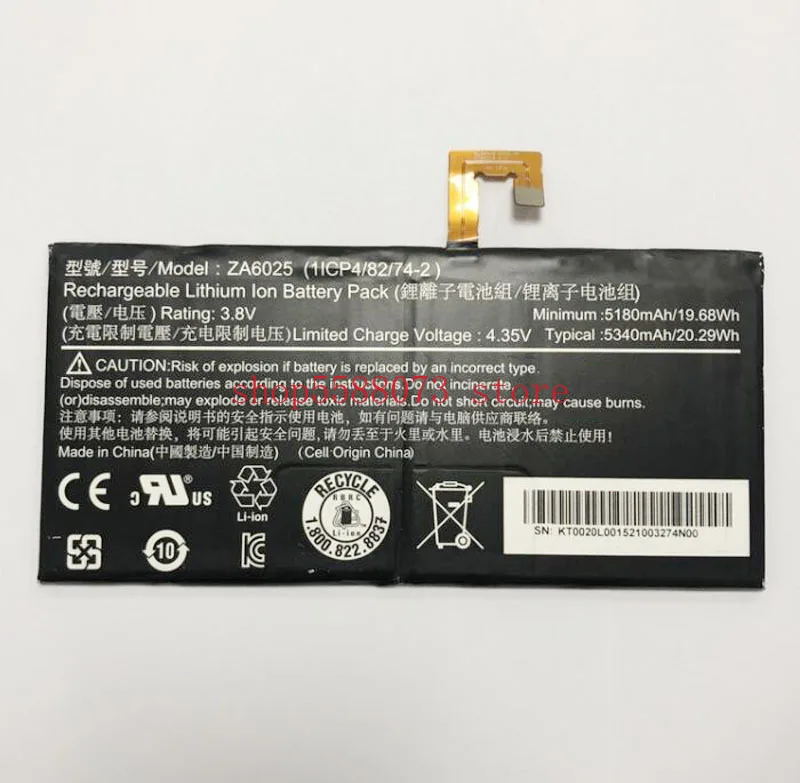 型號/型号/Model : ZA6025 (1ICP4/82/74-2 )
Rechargeable Lithium Ion Battery Pack (鋰離子電池組/锂离子电池组)
(電壓/电压) Rating: 3.8V Minimum :5180mAh/19.68Wh
(充電限制電壓/充电限制电压) Limited Charge Voltage : 4.35V Typical :5340mAh/20.29Wh
CAUTION:Risk of explosion if battery is replaced by an incorrect type.
Dispose of used batteries according to the instructions.Do not incinerate,
(or)disassemble;may explode or release toxic materials.Do not short circuit;may cause burns.
shop5588073 store
注意事项：请参阅说明书的安全指示使用电池，如有问题请与电脑供应商商联络，
使用其他电池替换，将可能引起安全问题,请勿丢至于火里或水里。电池浸水后禁止使用！
Made in China(中國製造/中国制造) (Cell Origin China)
CE
c RU US
Li-ion
RECYCLE
RBRC
Li-ion
1.800.822.8837
10
SN: KT0020L001521003274N00